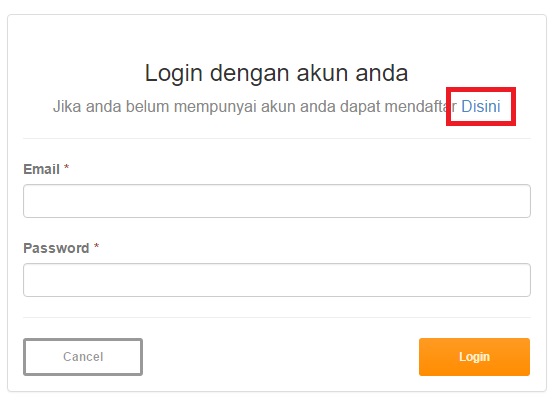 Login dengan akun anda
Jika anda belum mempunyai akun anda dapat mendaftar Disini
Email *
Password *
Cancel
Login